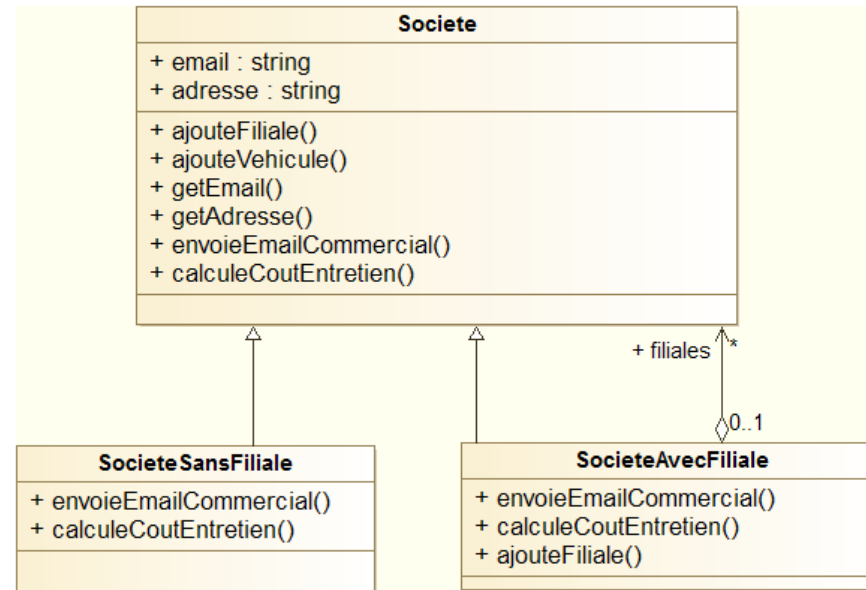 Societe
+ email : string
+ adresse : string
+ ajouteFiliale()
+ ajouteVehicule()
+ getEmail()
+ getAdresse()
+ envoieEmailCommercial()
+ calculeCoutEntretien()
+ filiales
*
0..1
SocieteSansFiliale
+ envoieEmailCommercial()
+ calculeCoutEntretien()
SocieteAvecFiliale
+ envoieEmailCommercial()
+ calculeCoutEntretien()
+ ajouteFiliale()